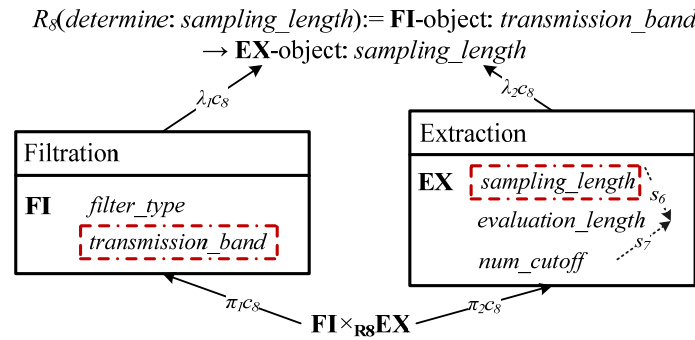 R8(determine: sampling_length):= FI-object: transmission_band
→ EX-object: sampling_length
λ1c8
λ2c8
Filtration
FI
filter_type
transmission_band
Extraction
EX
sampling_length
s6
evaluation_length
s7
num_cutoff
π1c8
FI×R8EX
π2c8